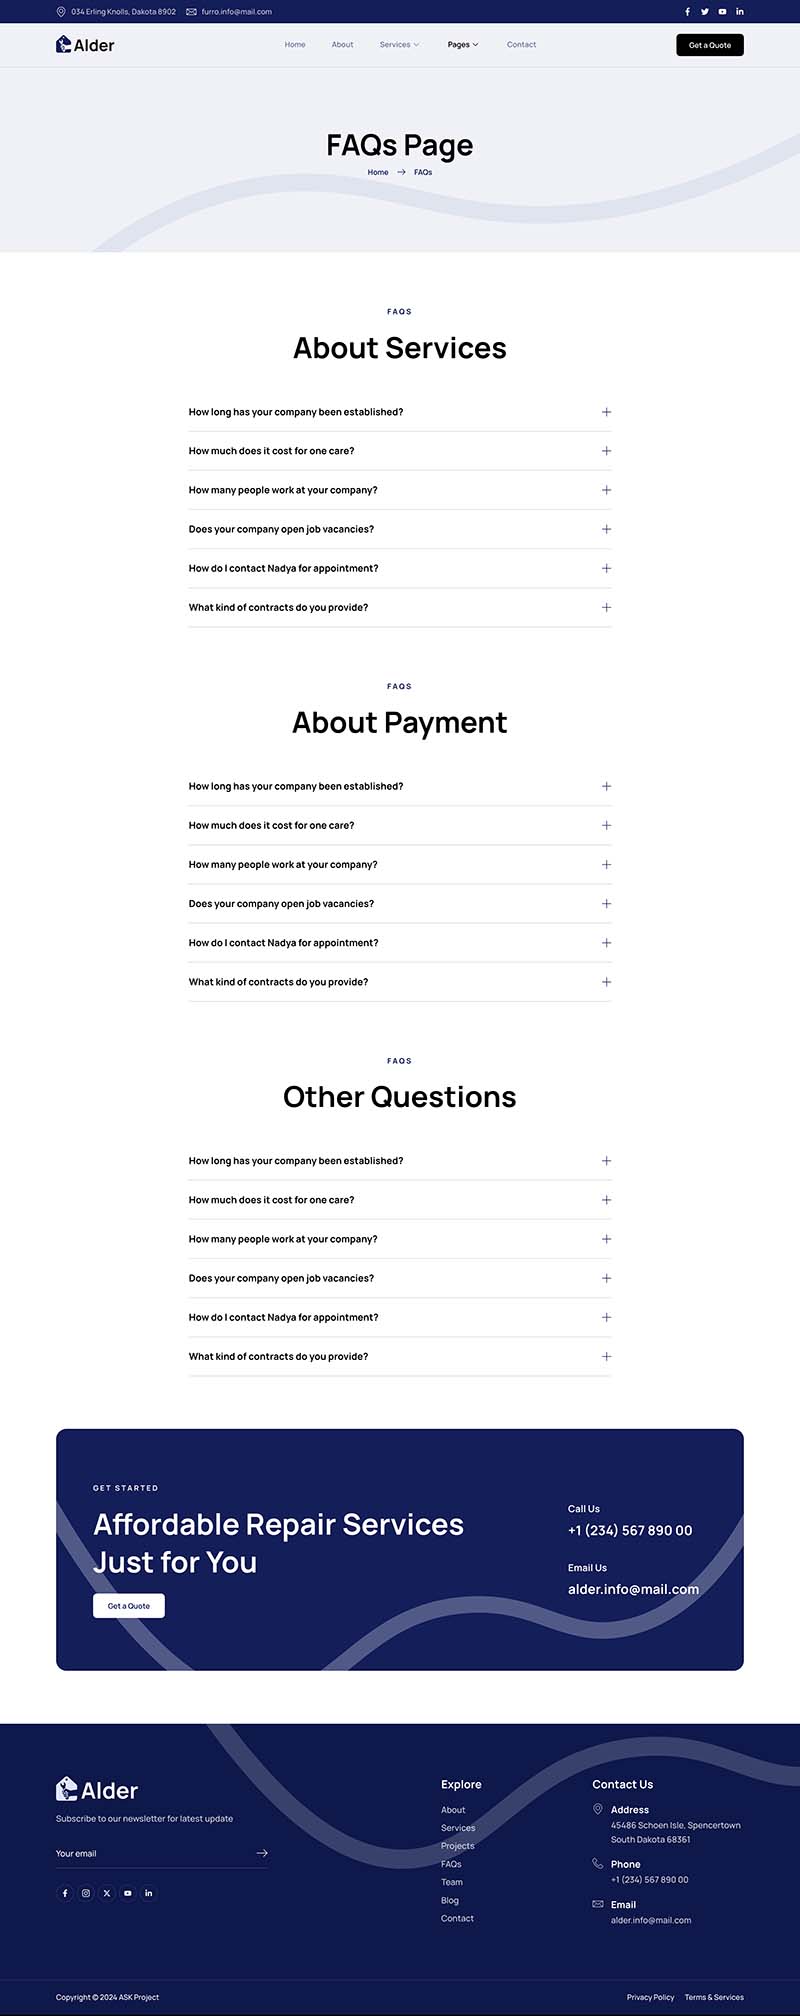 034 Erling Knolls, Dakota 8902
furro.info@mail.com
Alder
Home
About
Services
Pages
Contact
Get a Quote
FAQs Page
Home
FAQs
FAQS
About Services
How long has your company been established?
How much does it cost for one care?
How many people work at your company?
Does your company open job vacancies?
How do I contact Nadya for appointment?
What kind of contracts do you provide?
FAQS
About Payment
How long has your company been established?
How much does it cost for one care?
How many people work at your company?
Does your company open job vacancies?
How do I contact Nadya for appointment?
What kind of contracts do you provide?
FAQS
Other Questions
How long has your company been established?
How much does it cost for one care?
How many people work at your company?
Does your company open job vacancies?
How do I contact Nadya for appointment?
What kind of contracts do you provide?
GET STARTED
Affordable Repair Services
Just for You
Get a Quote
Call Us
+1 (234) 567 890 00
Email Us
alder.info@mail.com
Alder
Subscribe to our newsletter for latest update
Your email
Explore
About
Services
Projects
FAQs
Team
Blog
Contact
Contact Us
Address
45486 Schoen Isle, Spencertown
South Dakota 68361
Phone
+1 (234) 567 890 00
Email
alder.info@mail.com
Copyright © 2024 ASK Project
Privacy Policy
Terms & Services